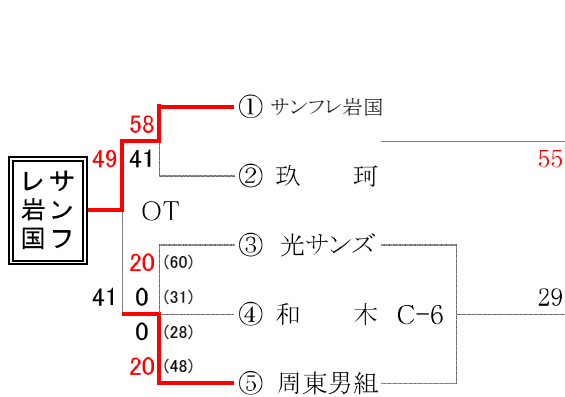 ① サンフレ岩国
58
49 41
② 玖 珂
55
サンフ
レ岩国
OT
③ 光サンズ
20 (60)
41 0 (31)
29
④ 和 木 C-6
0 (28)
20 (48)
⑤ 周東男組